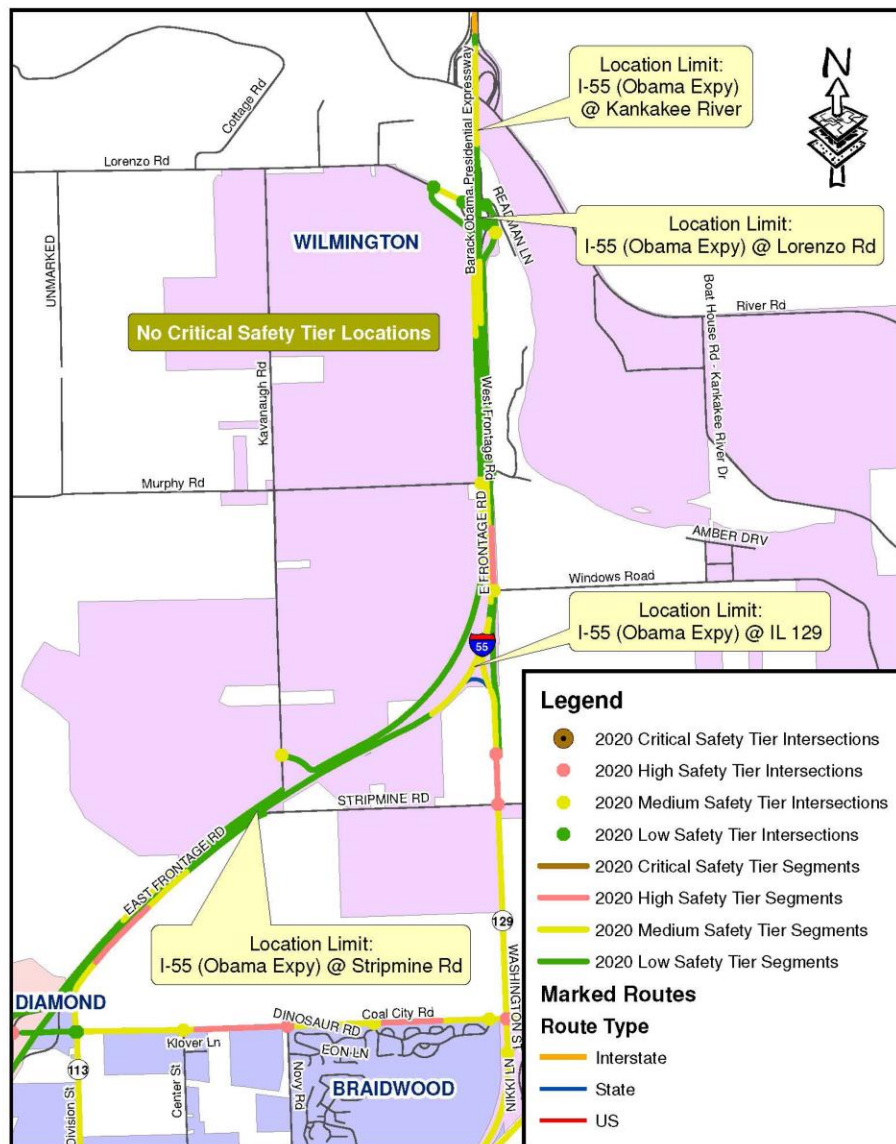 Location Limit:
I-55 (Obama Expy)
@ Kankakee River
N
Cottage Rd
Barack Obama Presidential Expressway
Lorenzo Rd
READMAN LN
Location Limit:
I-55 (Obama Expy) @ Lorenzo Rd
WILMINGTON
UNMARKED
Boat House Rd - Kankakee River Dr
River Rd
No Critical Safety Tier Locations
Kavanaugh Rd
West Frontage Rd
Murphy Rd
E FRONTAGE RD
AMBER DRV
Windows Road
Location Limit:
I-55 (Obama Expy) @ IL 129
55
STRIPMINE RD
EAST FRONTAGE RD
Location Limit:
I-55 (Obama Expy) @ Stripmine Rd
129
WASHINGTON ST
DIAMOND
Coal City Rd
DINOSAUR RD
Klover Ln
EON LN
113
Division St
Center St
Novy Rd
BRAIDWOOD
NIKKI LN
Legend
2020 Critical Safety Tier Intersections
2020 High Safety Tier Intersections
2020 Medium Safety Tier Intersections
2020 Low Safety Tier Intersections
2020 Critical Safety Tier Segments
2020 High Safety Tier Segments
2020 Medium Safety Tier Segments
2020 Low Safety Tier Segments
Marked Routes
Route Type
Interstate
State
US